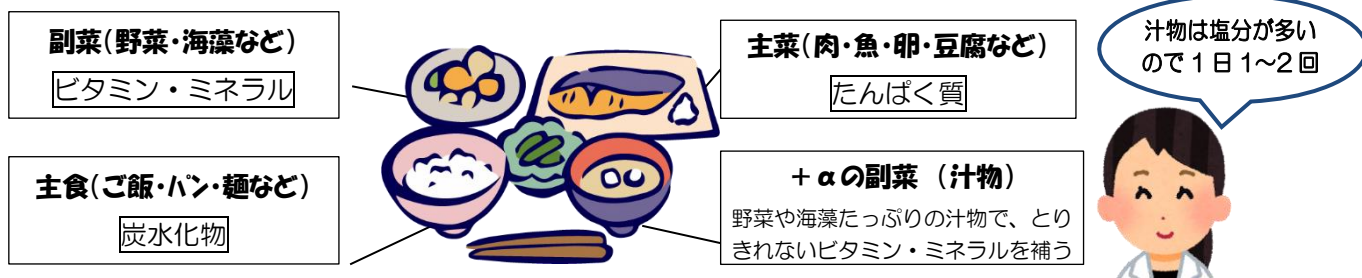 副菜(野菜・海藻など)
ビタミン・ミネラル
主食(ご飯・パン・麺など)
炭水化物
主菜(肉・魚・卵・豆腐など)
たんぱく質
+αの副菜 (汁物)
野菜や海藻たっぷりの汁物で、とり
きれないビタミン・ミネラルを補う
汁物は塩分が多い
ので1日1~2回